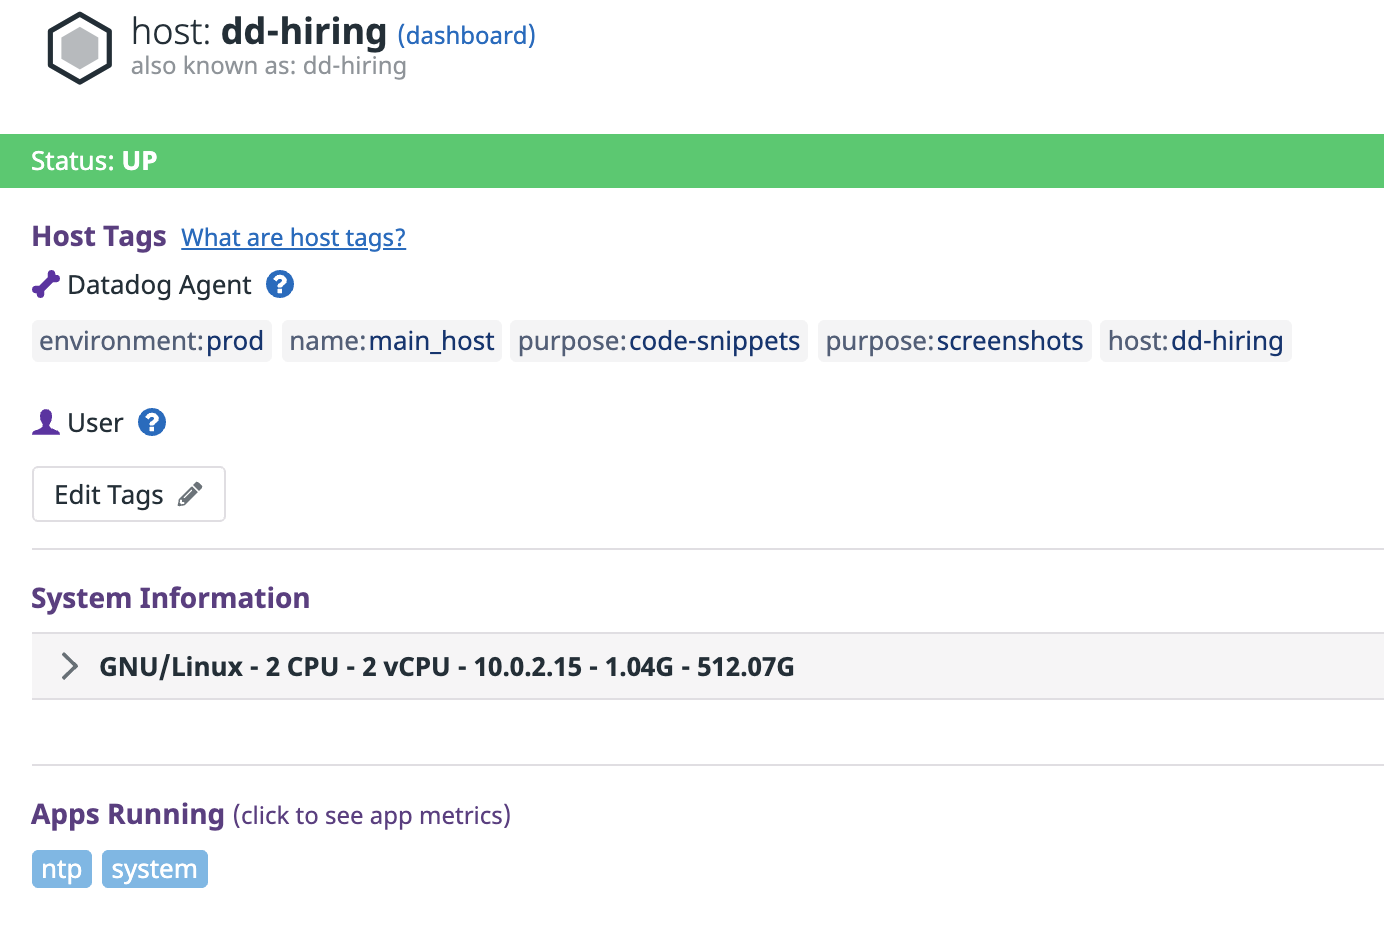 host: dd-hiring (dashboard)
also known as: dd-hiring
Status: UP
Host Tags What are host tags?
Datadog Agent ?
environment:prod name:main_host purpose:code-snippets purpose:screenshots host:dd-hiring
User ?
Edit Tags
System Information
GNU/Linux - 2 CPU - 2 vCPU - 10.0.2.15 - 1.04G - 512.07G
Apps Running (click to see app metrics)
ntp system